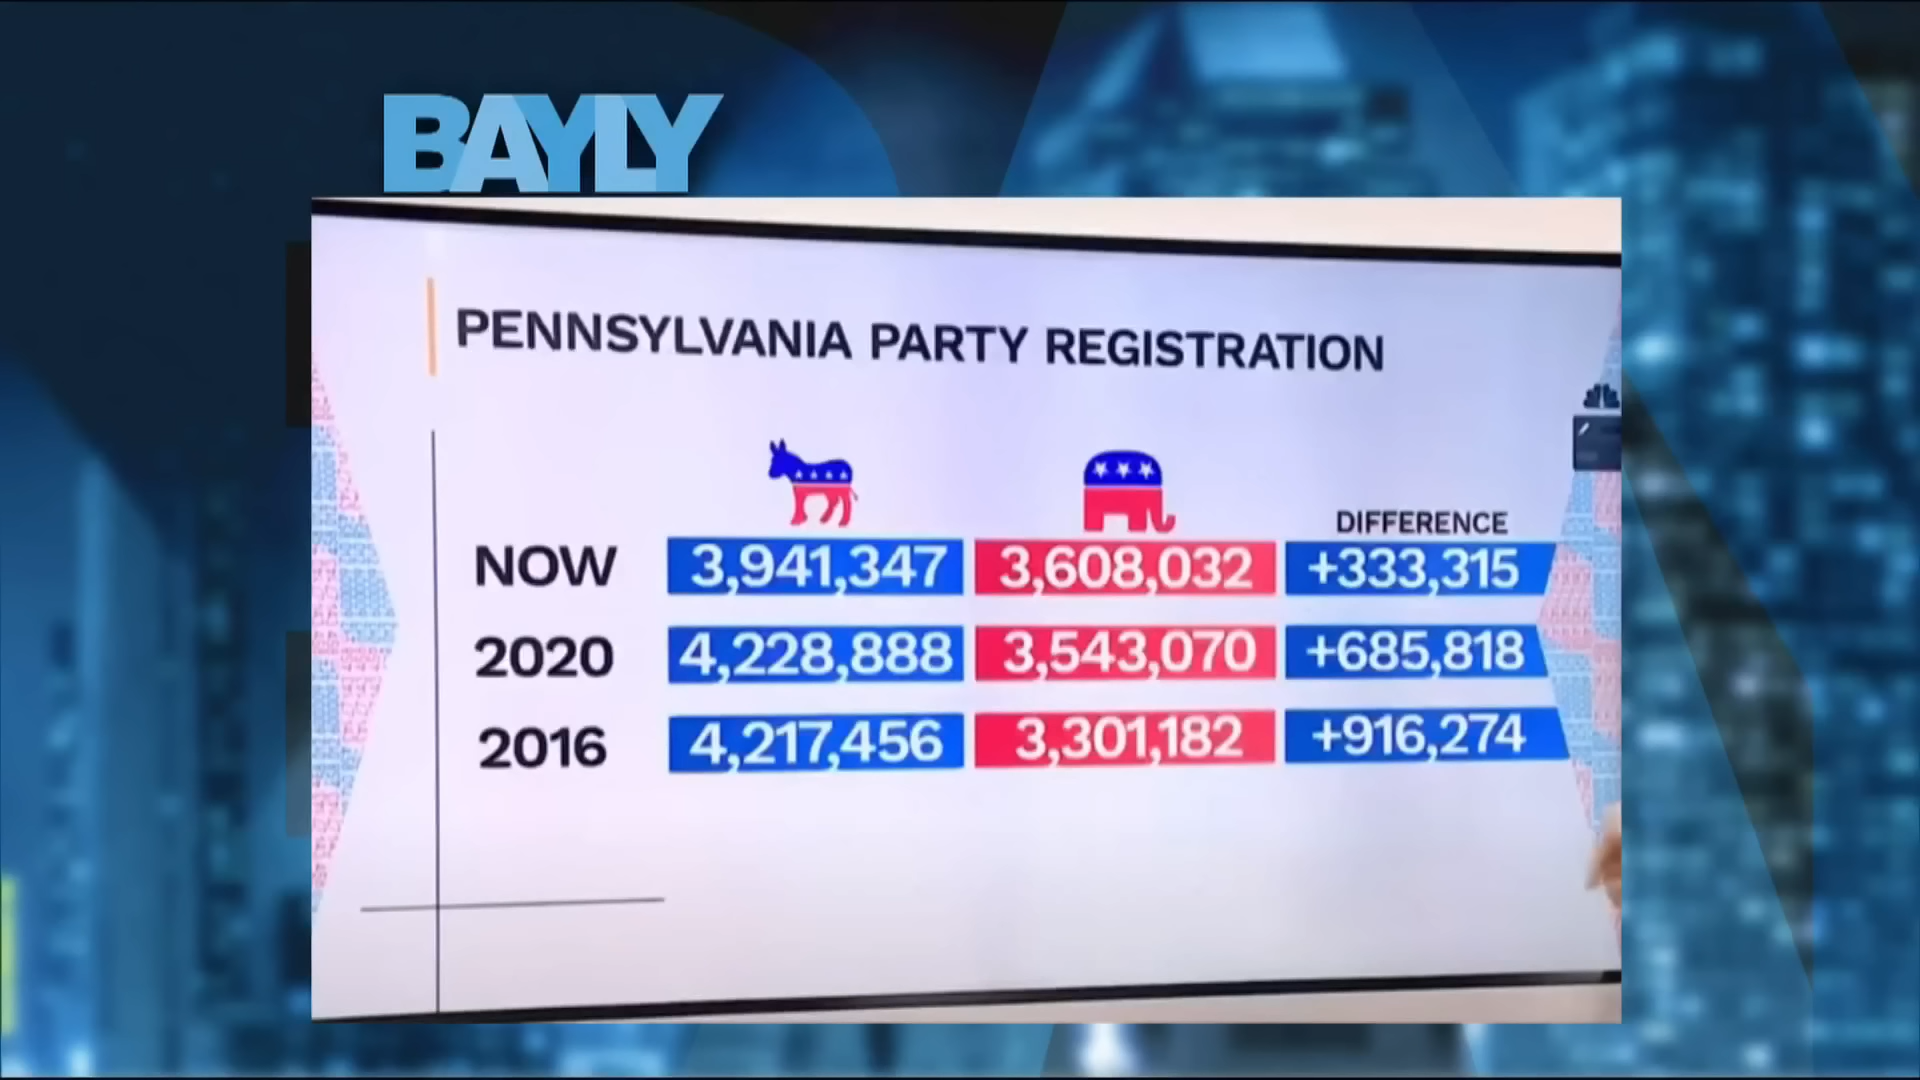 BAYLY
PENNSYLVANIA PARTY REGISTRATION
DIFFERENCE
NOW 3,941,347 3,608,032 +333,315
2020 4,228,888 3,543,070 +685,818
2016 4,217,456 3,301,182 +916,274